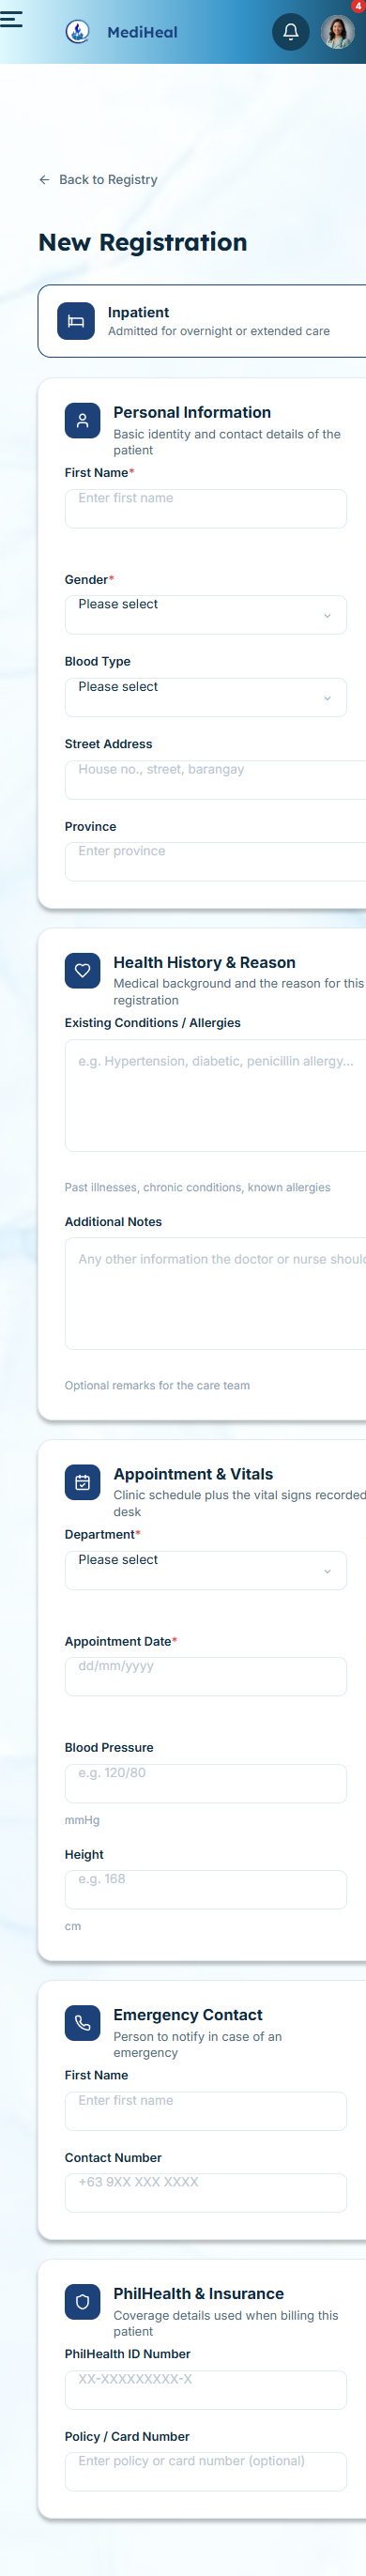 4
MediHeal
Back to Registry
New Registration
Inpatient
Admitted for overnight or extended care
Personal Information
Basic identity and contact details of the
patient
First Name*
Enter first name
Gender*
Please select
Blood Type
Please select
Street Address
House no., street, barangay
Province
Enter province
Health History & Reason
Medical background and the reason for this
registration
Existing Conditions / Allergies
e.g. Hypertension, diabetic, penicillin allergy...
Past illnesses, chronic conditions, known allergies
Additional Notes
Any other information the doctor or nurse should
Optional remarks for the care team
Appointment & Vitals
Clinic schedule plus the vital signs recorded
desk
Department*
Please select
Appointment Date*
dd/mm/yyyy
Blood Pressure
e.g. 120/80
mmHg
Height
e.g. 168
cm
Emergency Contact
Person to notify in case of an
emergency
First Name
Enter first name
Contact Number
+63 9XX XXX XXXX
PhilHealth & Insurance
Coverage details used when billing this
patient
PhilHealth ID Number
XX-XXXXXXXXX-X
Policy / Card Number
Enter policy or card number (optional)